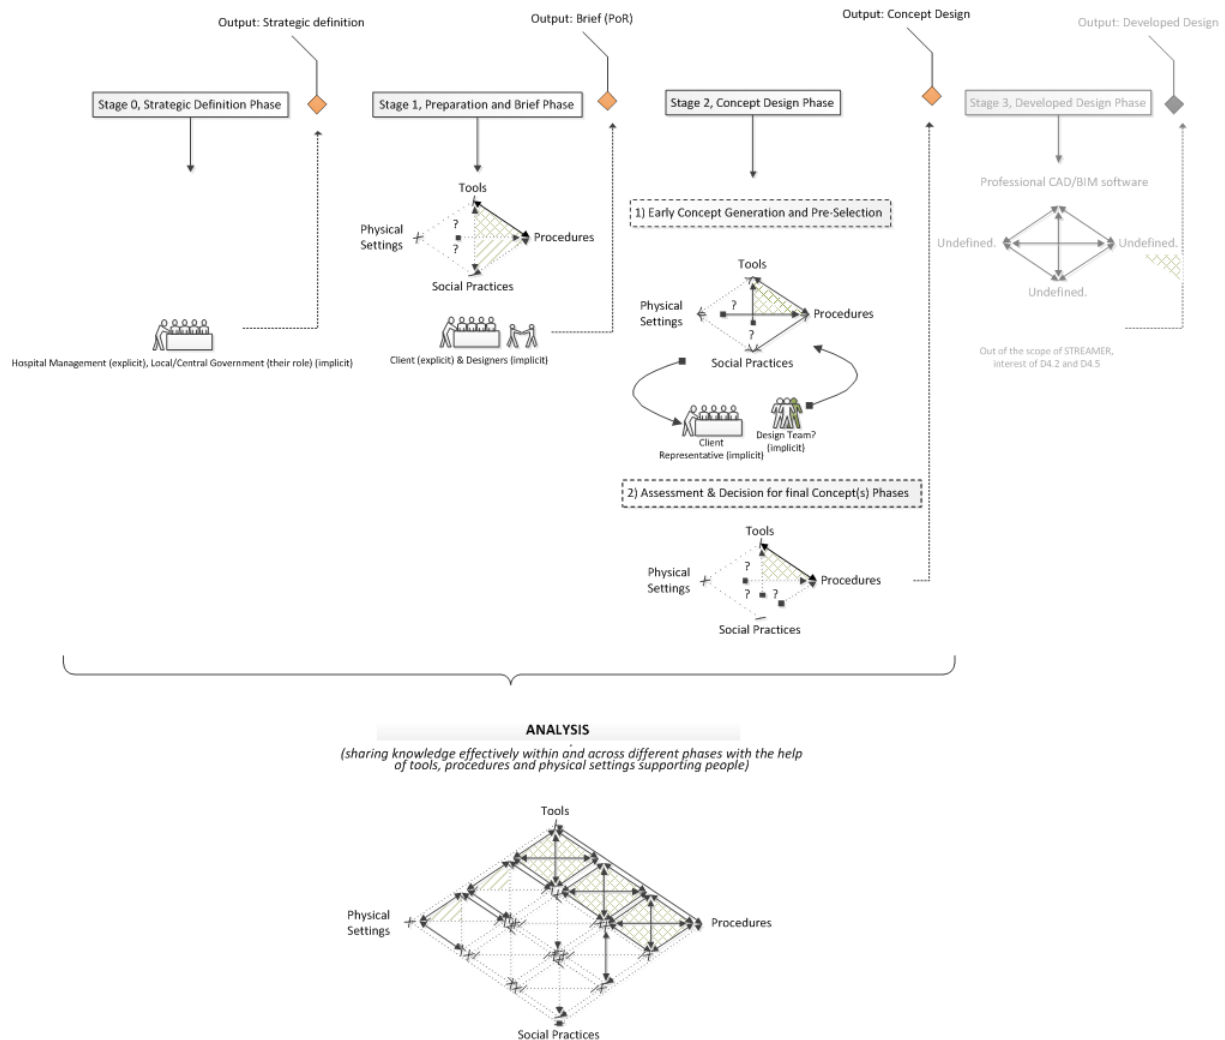 Output: Strategic definition
Output: Brief (PoR)
Output: Concept Design
Output: Developed Design
Stage 0, Strategic Definition Phase
Stage 1, Preparation and Brief Phase
Stage 2, Concept Design Phase
Stage 3, Developed Design Phase
Tools
Physical
Settings
?
?
Procedures
Social Practices
Hospital Management (explicit), Local/Central Government (their role) (implicit)
Client (explicit) & Designers (implicit)
1) Early Concept Generation and Pre-Selection
Tools
Physical
Settings
?
?
Procedures
Social Practices
Client
Representative (implicit)
Design Team?
(implicit)
2) Assessment & Decision for final Concept(s) Phases
Tools
Physical
Settings
?
?
?
Procedures
Social Practices
Professional CAD/BIM software
Undefined.
Undefined.
Undefined.
Out of the scope of STREAMER,
interest of D4.2 and D4.5
ANALYSIS
(sharing knowledge effectively within and across different phases with the help
of tools, procedures and physical settings supporting people)
Tools
Physical
Settings
Procedures
Social Practices